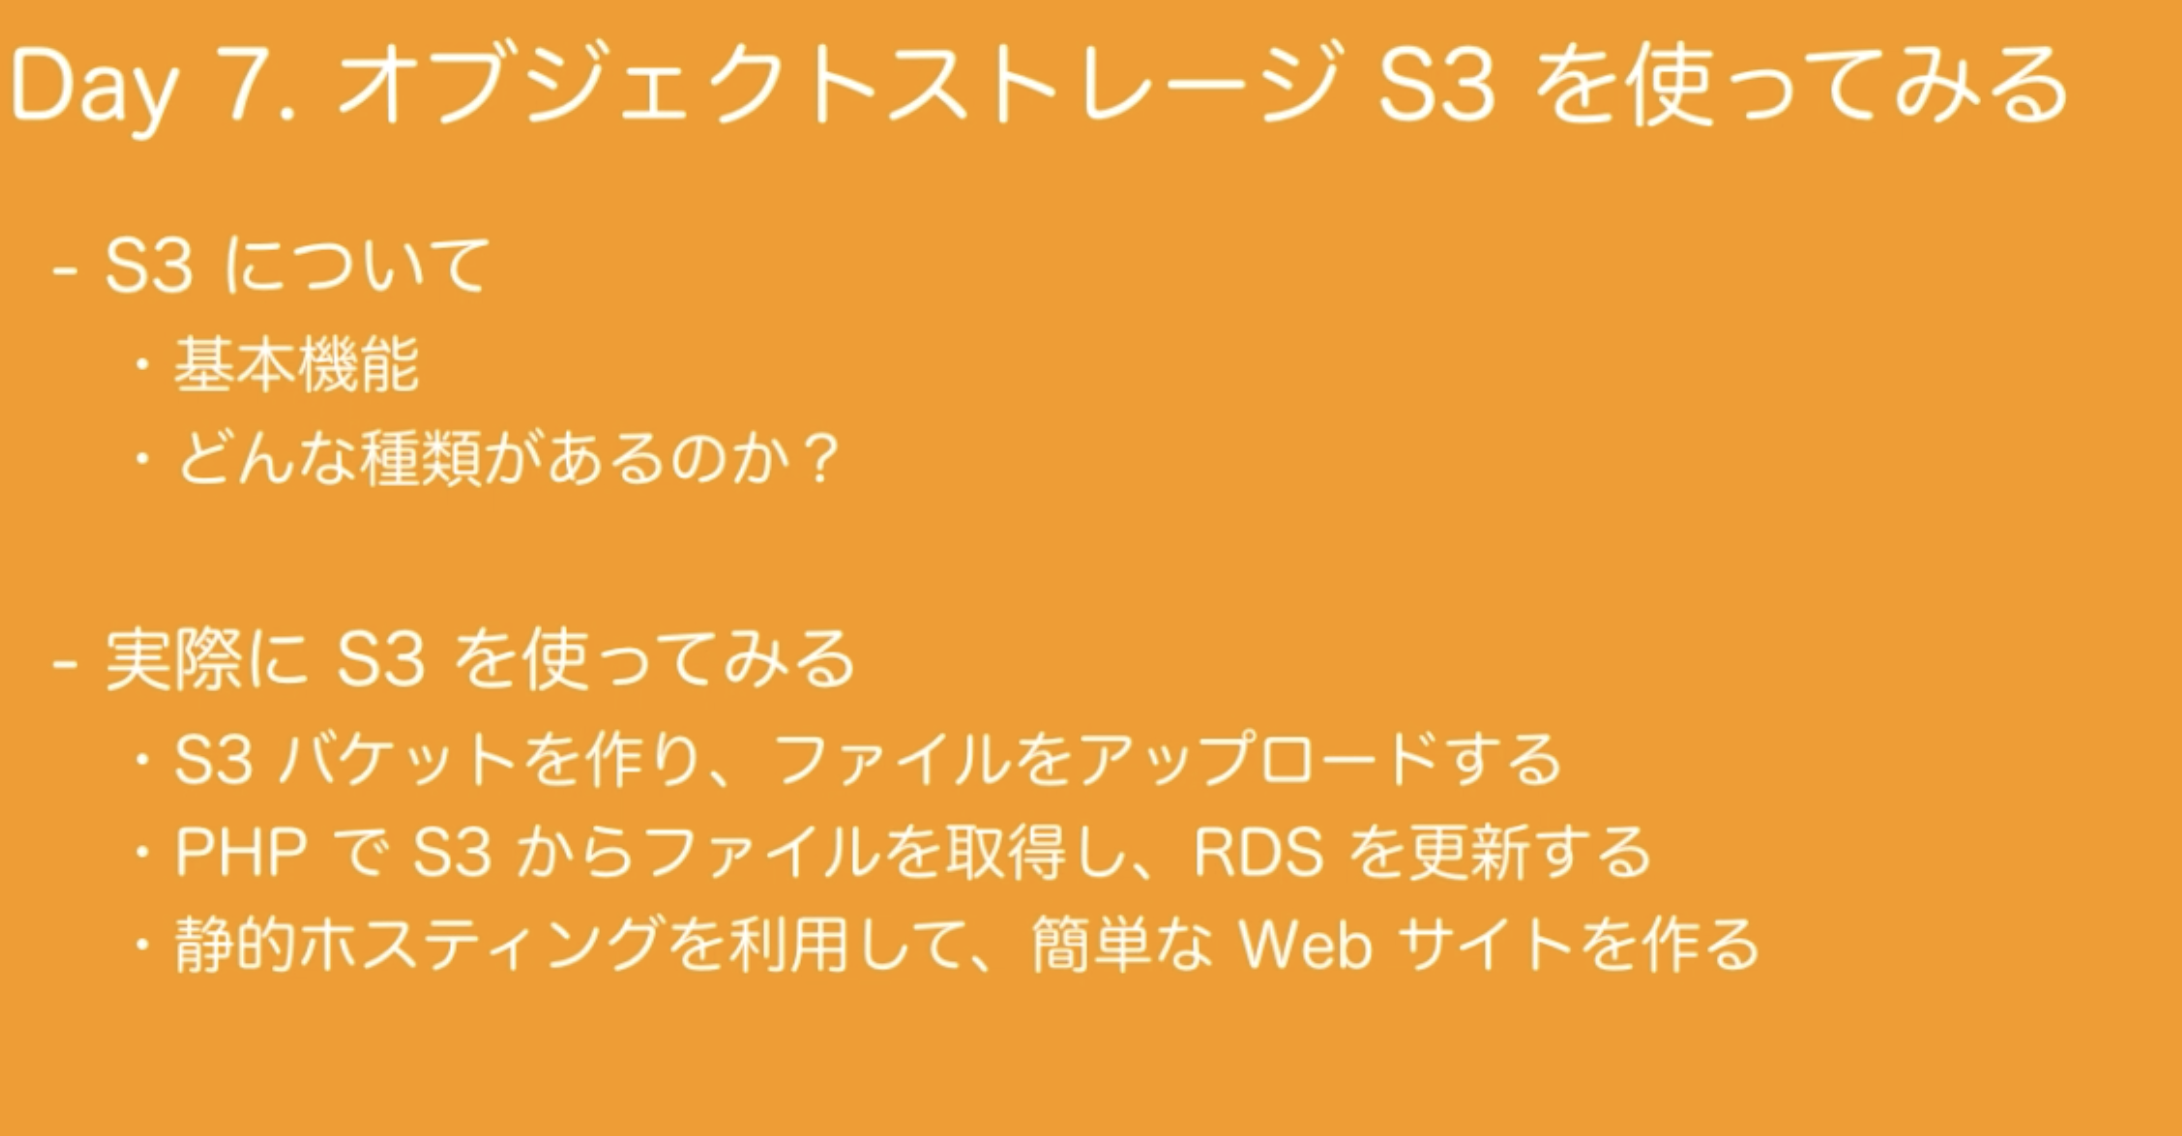 Day 7. オブジェクトストレージ S3 を使ってみる
- S3 について
・基本機能
・どんな種類があるのか？
- 実際に S3 を使ってみる
・S3 バケットを作り、ファイルをアップロードする
・PHP で S3 からファイルを取得し、RDS を更新する
・静的ホスティングを利用して、簡単な Web サイトを作る